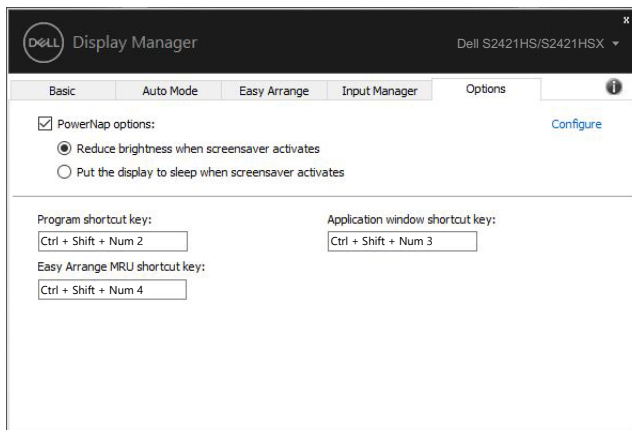 x
DELL Display Manager
Dell S2421HS/S2421HSX
Basic Auto Mode Easy Arrange Input Manager Options
PowerNap options:
Configure
Reduce brightness when screensaver activates
Put the display to sleep when screensaver activates
Program shortcut key:
Application window shortcut key:
Ctrl + Shift + Num 2
Ctrl + Shift + Num 3
Easy Arrange MRU shortcut key:
Ctrl + Shift + Num 4